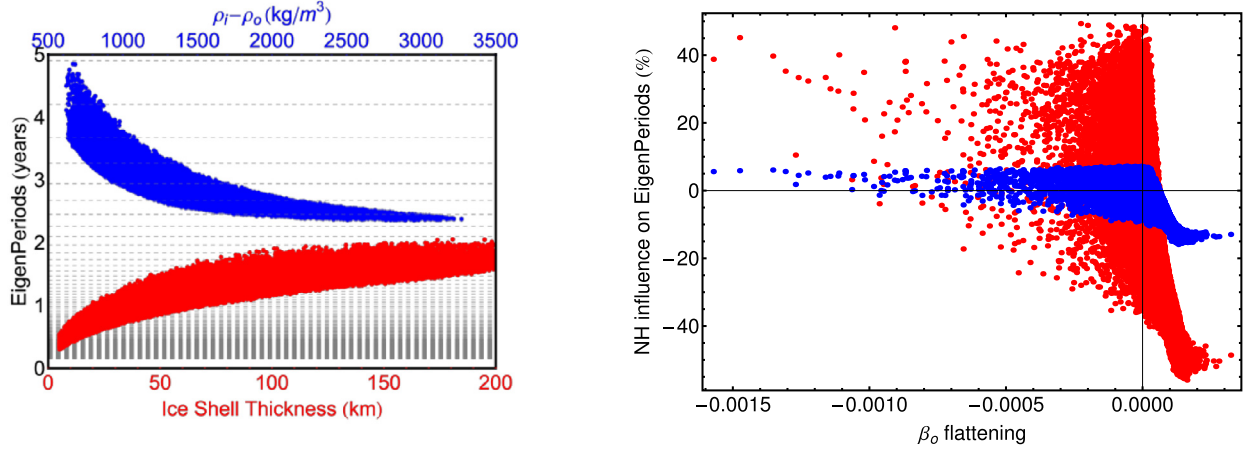 ρi−ρo (kg/m³)
500 1000 1500 2000 2500 3000 3500
5
4
3
2
1
0
EigenPeriods (years)
0 50 100 150 200
Ice Shell Thickness (km)
40
20
0
−20
−40
NH influence on EigenPeriods (%)
−0.0015 −0.0010 −0.0005 0.0000
βo flattening